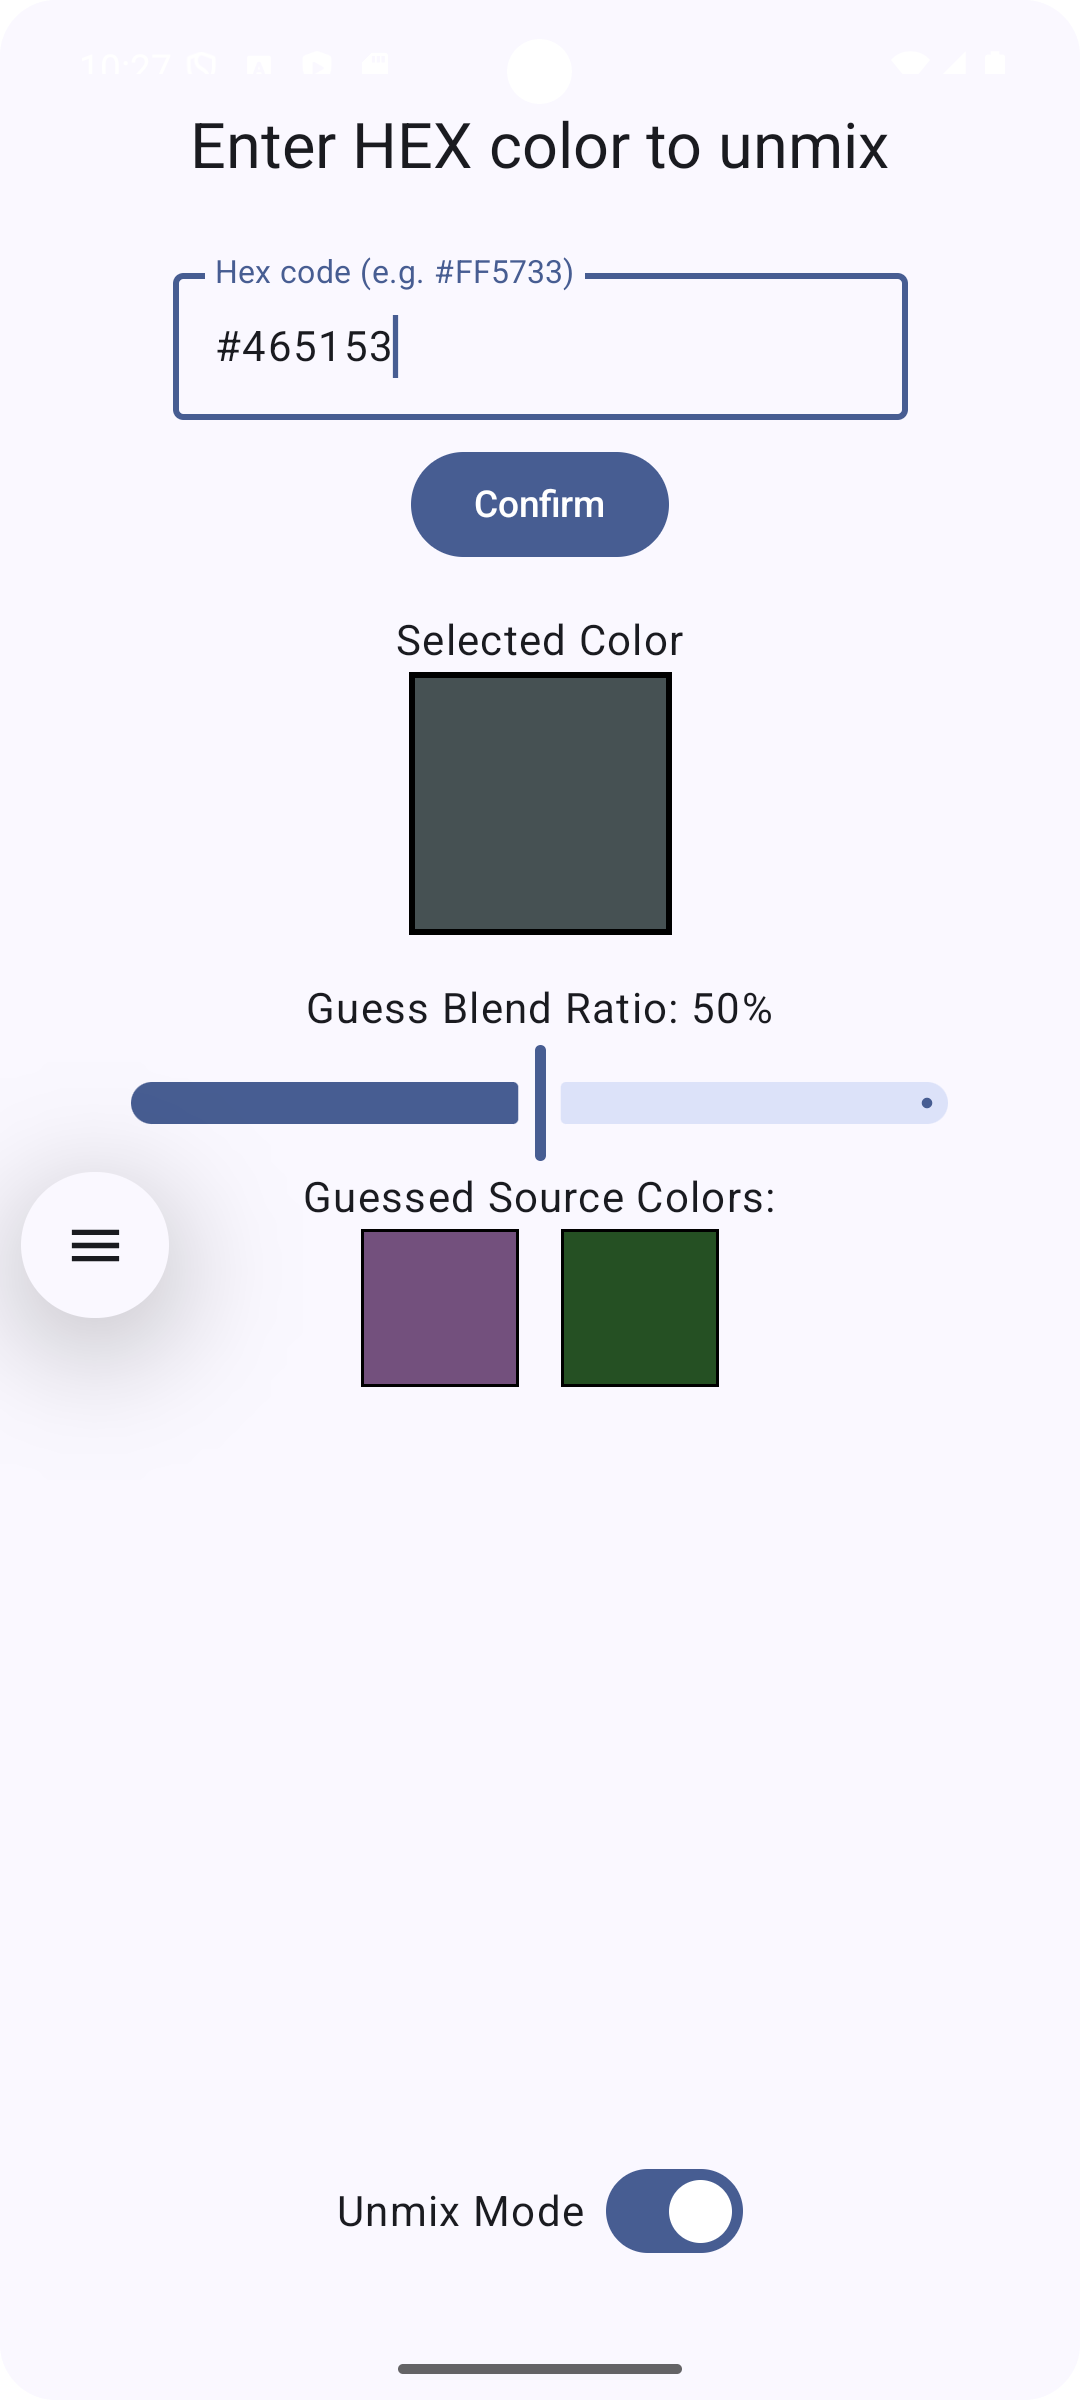 10:27
Enter HEX color to unmix
Hex code (e.g. #FF5733)
#465153
Confirm
Selected Color
Guess Blend Ratio: 50%
Guessed Source Colors:
Unmix Mode